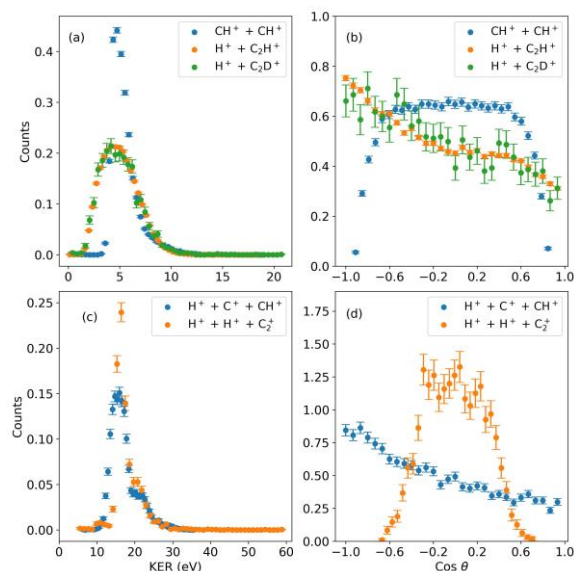 (a)
CH⁺ + CH⁺
H⁺ + C₂H⁺
H⁺ + C₂D⁺
Counts
0.4
0.3
0.2
0.1
0.0
0 5 10 15 20
(b)
CH⁺ + CH⁺
H⁺ + C₂H⁺
H⁺ + C₂D⁺
1.0
0.8
0.6
0.4
0.2
0.0
-1.0 -0.6 -0.2 0.2 0.6 1.0
(c)
H⁺ + C⁺ + CH⁺
H⁺ + H⁺ + C₂⁺
Counts
0.25
0.20
0.15
0.10
0.05
0.00
0 10 20 30 40 50 60
KER (eV)
(d)
H⁺ + C⁺ + CH⁺
H⁺ + H⁺ + C₂⁺
1.75
1.50
1.25
1.00
0.75
0.50
0.25
0.00
-1.0 -0.6 -0.2 0.2 0.6 1.0
Cos θ